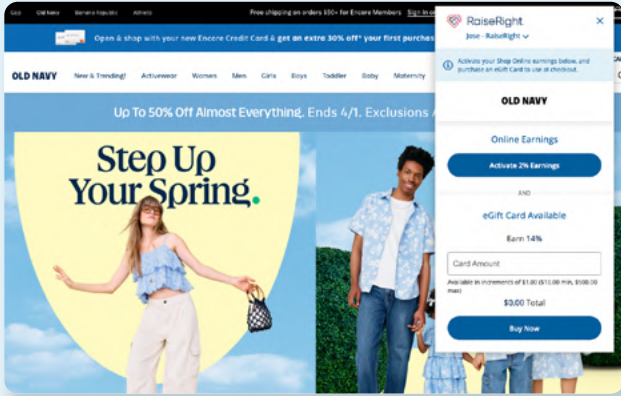 Gap Old Navy Banana Republic Athleta
Free shipping on orders $50+ for Encore Members Sign In or
Open & shop with your new Encore Credit Card & get an extra 30% off* your first purchas
OLD NAVY New & Trending! Activewear Women Men Girls Boys Toddler Baby Maternity
Up To 50% Off Almost Everything. Ends 4/1. Exclusions
Step Up
Your Spring.
RaiseRight
Jose - RaiseRight
Activate your Shop Online earnings below, and
purchase an eGift Card to use at checkout.
OLD NAVY
Online Earnings
Activate 2% Earnings
AND
eGift Card Available
Earn 14%
Card Amount
Available in increments of $1.00 ($10.00 min, $500.00
max)
$0.00 Total
Buy Now